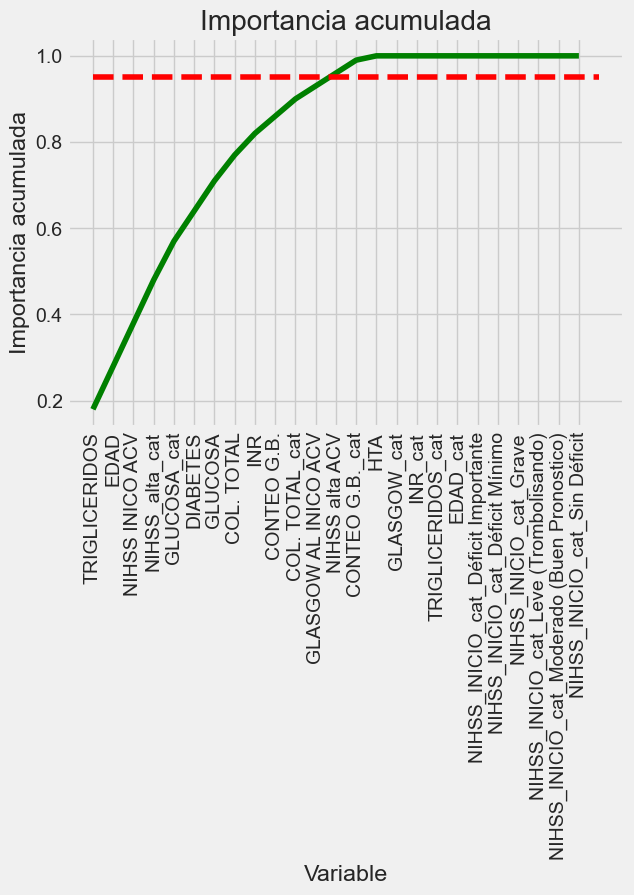 Importancia acumulada
Importancia acumulada
1.0
0.8
0.6
0.4
0.2
TRIGLICERIDOS
EDAD
NIHSS INICO ACV
NIHSS_alta_cat
GLUCOSA_cat
DIABETES
GLUCOSA
COL. TOTAL
INR
CONTEO G.B.
COL. TOTAL_cat
GLASGOW AL INICO ACV
NIHSS alta ACV
CONTEO G.B._cat
HTA
GLASGOW_cat
INR_cat
TRIGLICERIDOS_cat
EDAD_cat
NIHSS_INICIO_cat_Déficit Importante
NIHSS_INICIO_cat_Déficit Mínimo
NIHSS_INICIO_cat_Grave
NIHSS_INICIO_cat_Leve (Trombolisando)
NIHSS_INICIO_cat_Moderado (Buen Pronostico)
NIHSS_INICIO_cat_Sin Déficit
Variable